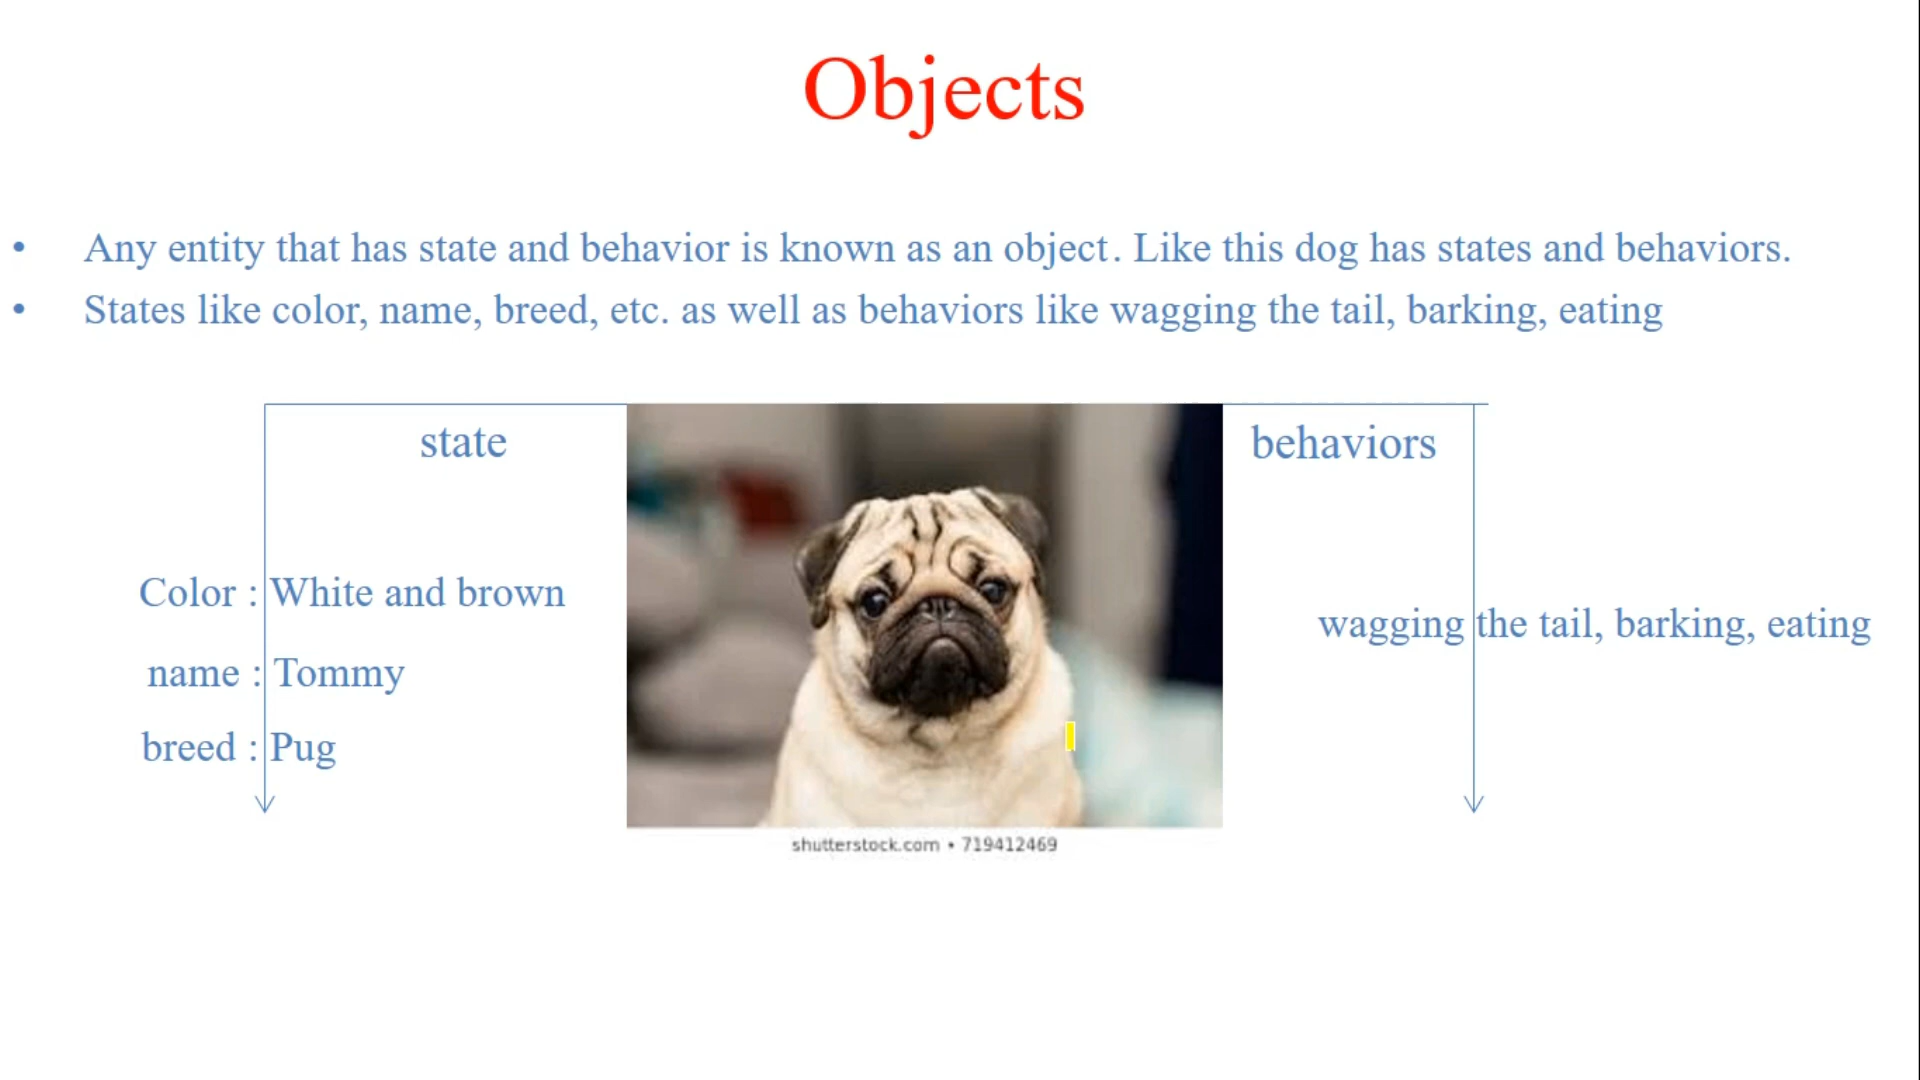 Objects
• Any entity that has state and behavior is known as an object. Like this dog has states and behaviors.
• States like color, name, breed, etc. as well as behaviors like wagging the tail, barking, eating
state
behaviors
Color : White and brown
name : Tommy
breed : Pug
wagging the tail, barking, eating
shutterstock.com • 719412469